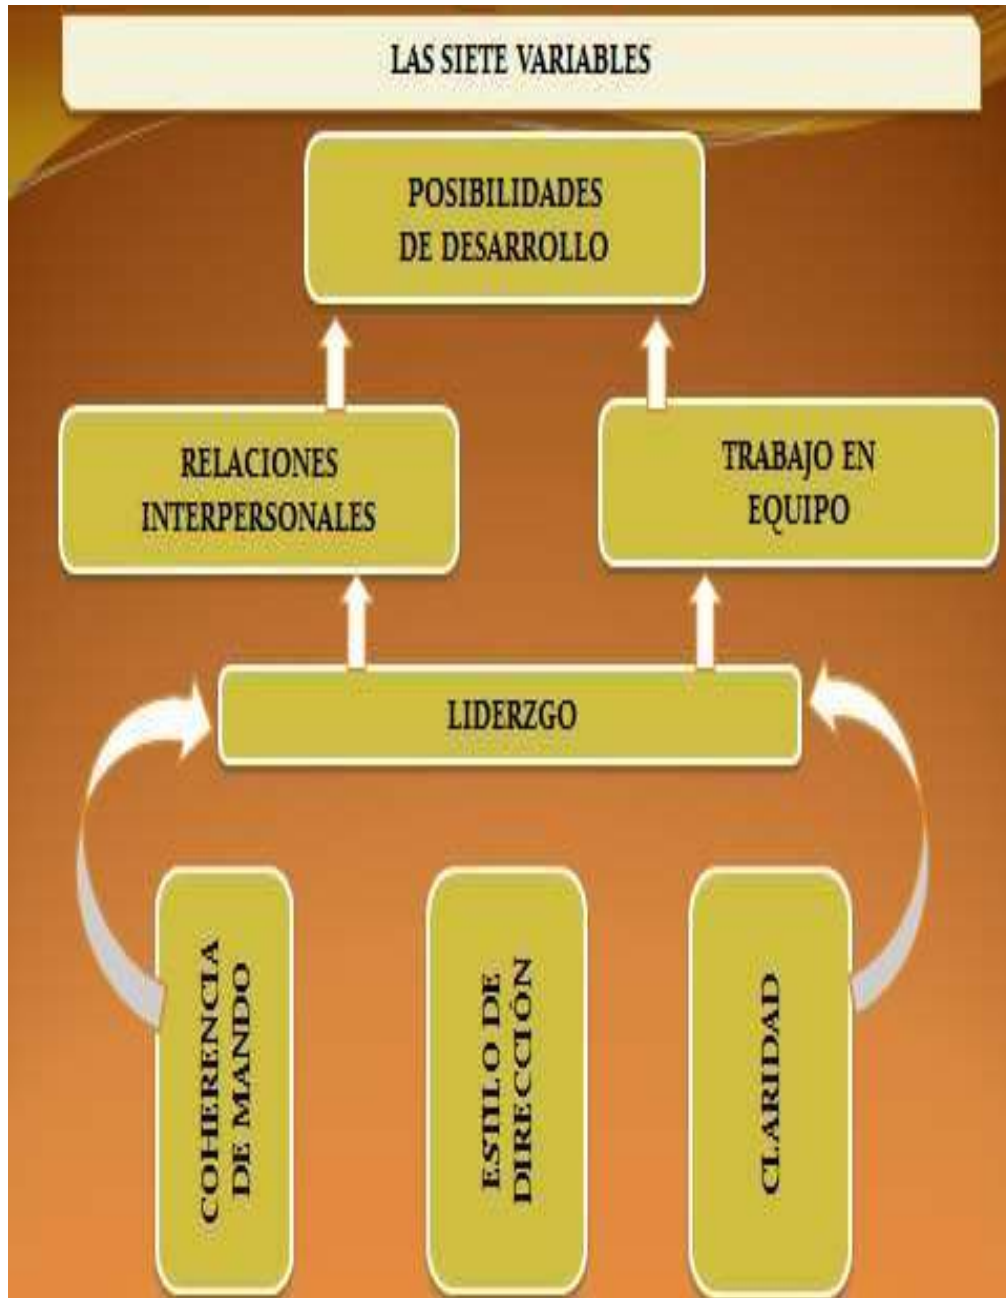 LAS SIETE VARIABLES
POSIBILIDADES
DE DESARROLLO
RELACIONES
INTERPERSONALES
TRABAJO EN
EQUIPO
LIDERZGO
COHERENCIA
DE MANDO
ESTILO DE
DIRECCIÓN
CLARIDAD